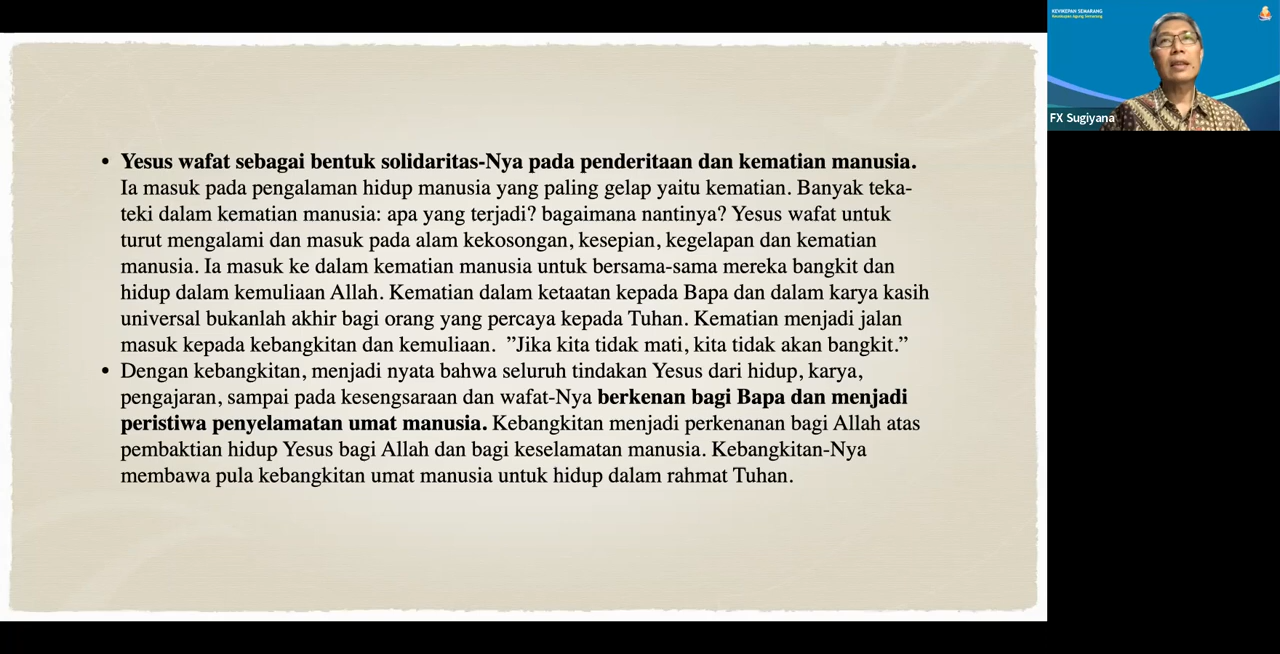 • Yesus wafat sebagai bentuk solidaritas-Nya pada penderitaan dan kematian manusia.
Ia masuk pada pengalaman hidup manusia yang paling gelap yaitu kematian. Banyak teka-
teki dalam kematian manusia: apa yang terjadi? bagaimana nantinya? Yesus wafat untuk
turut mengalami dan masuk pada alam kekosongan, kesepian, kegelapan dan kematian
manusia. Ia masuk ke dalam kematian manusia untuk bersama-sama mereka bangkit dan
hidup dalam kemuliaan Allah. Kematian dalam ketaatan kepada Bapa dan dalam karya kasih
universal bukanlah akhir bagi orang yang percaya kepada Tuhan. Kematian menjadi jalan
masuk kepada kebangkitan dan kemuliaan. ”Jika kita tidak mati, kita tidak akan bangkit.”
• Dengan kebangkitan, menjadi nyata bahwa seluruh tindakan Yesus dari hidup, karya,
pengajaran, sampai pada kesengsaraan dan wafat-Nya berkenan bagi Bapa dan menjadi
peristiwa penyelamatan umat manusia. Kebangkitan menjadi perkenanan bagi Allah atas
pembaktian hidup Yesus bagi Allah dan bagi keselamatan manusia. Kebangkitan-Nya
membawa pula kebangkitan umat manusia untuk hidup dalam rahmat Tuhan.
KEVIKEPAN SEMARANG
Keuskupan Agung Semarang
FX Sugiyana